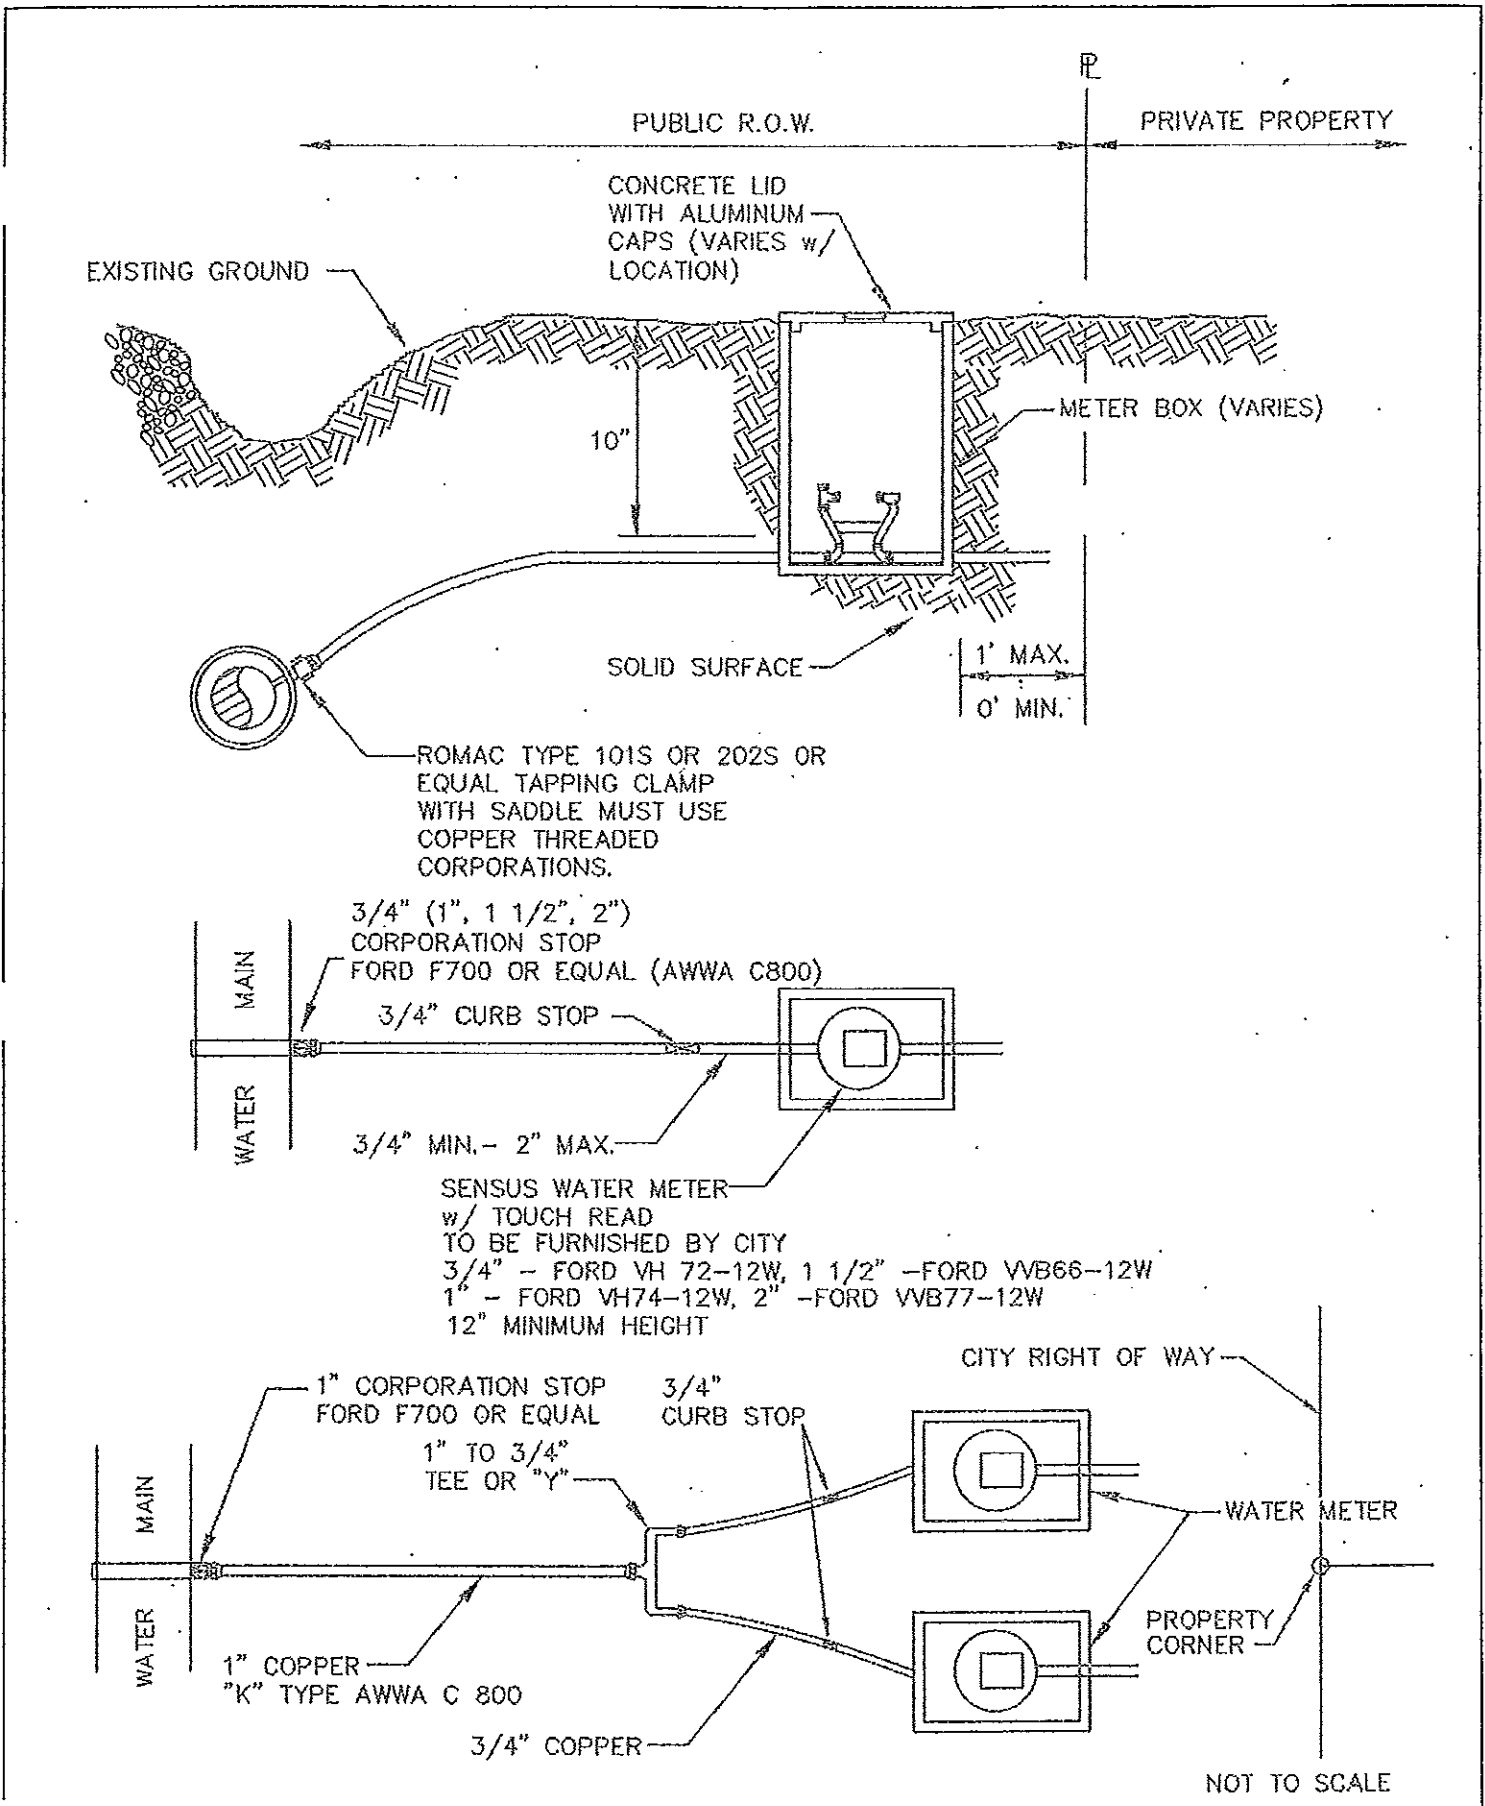 PL
PUBLIC R.O.W.
PRIVATE PROPERTY
CONCRETE LID
WITH ALUMINUM
CAPS (VARIES w/
LOCATION)
EXISTING GROUND
METER BOX (VARIES)
10"
SOLID SURFACE
1' MAX.
0' MIN.
ROMAC TYPE 101S OR 202S OR
EQUAL TAPPING CLAMP
WITH SADDLE MUST USE
COPPER THREADED
CORPORATIONS.
3/4" (1", 1 1/2", 2")
CORPORATION STOP
FORD F700 OR EQUAL (AWWA C800)
3/4" CURB STOP
WATER MAIN
3/4" MIN.- 2" MAX.
SENSUS WATER METER
w/ TOUCH READ
TO BE FURNISHED BY CITY
3/4" - FORD VH 72-12W, 1 1/2" -FORD VVB66-12W
1" - FORD VH74-12W, 2" -FORD VVB77-12W
12" MINIMUM HEIGHT
CITY RIGHT OF WAY
1" CORPORATION STOP
FORD F700 OR EQUAL
3/4"
CURB STOP
1" TO 3/4"
TEE OR "Y"
WATER MAIN
WATER METER
PROPERTY
CORNER
1" COPPER
"K" TYPE AWWA C 800
3/4" COPPER
NOT TO SCALE